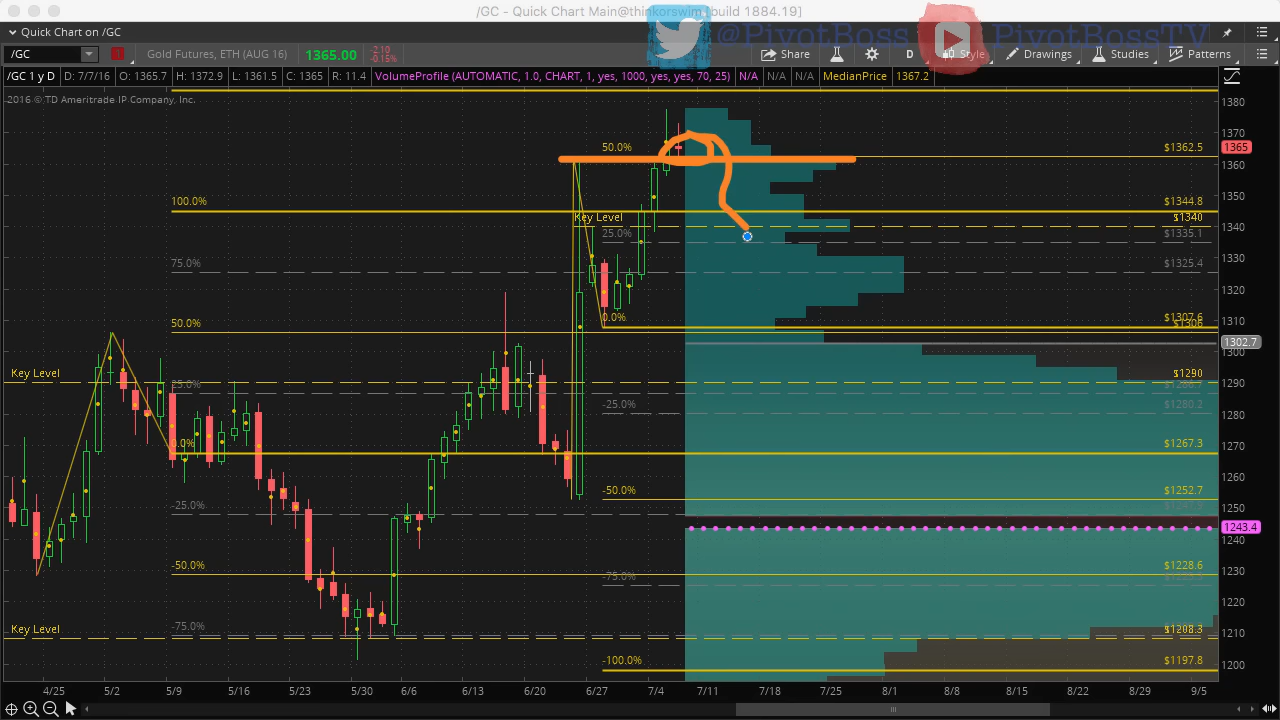 /GC - Quick Chart Main@thinkorswim [build 1884.19]
Quick Chart on /GC
@PivotBoss PivotBossTV
/GC 1 Gold Futures, ETH (AUG 16) 1365.00 -2.10 -0.15% Share D Style Drawings Studies Patterns
/GC 1 y D D: 7/7/16 O: 1365.7 H: 1372.9 L: 1361.5 C: 1365 R: 11.4 VolumeProfile (AUTOMATIC, 1.0, CHART, 1, yes, 1000, yes, yes, 70, 25) N/A N/A N/A MedianPrice 1367.2
2016 © TD Ameritrade IP Company, Inc.
1380
1370
50.0% $1362.5 1365
1360
1350
100.0% $1344.8
Key Level $1340 1340
25.0% $1335.1
1330
75.0% $1325.4
1320
0.0% $1307.6 1310
50.0%
1302.7
1300
Key Level $1290 1290
25.0%
-25.0% $1280.2 1280
1270
0.0% $1267.3
1260
-50.0% $1252.7 1250
-25.0%
1243.4
1240
1230
-50.0% $1228.6
-75.0%
1220
Key Level -75.0% $1208.3 1210
-100.0% $1197.8 1200
4/25 5/2 5/9 5/16 5/23 5/30 6/6 6/13 6/20 6/27 7/4 7/11 7/18 7/25 8/1 8/8 8/15 8/22 8/29 9/5